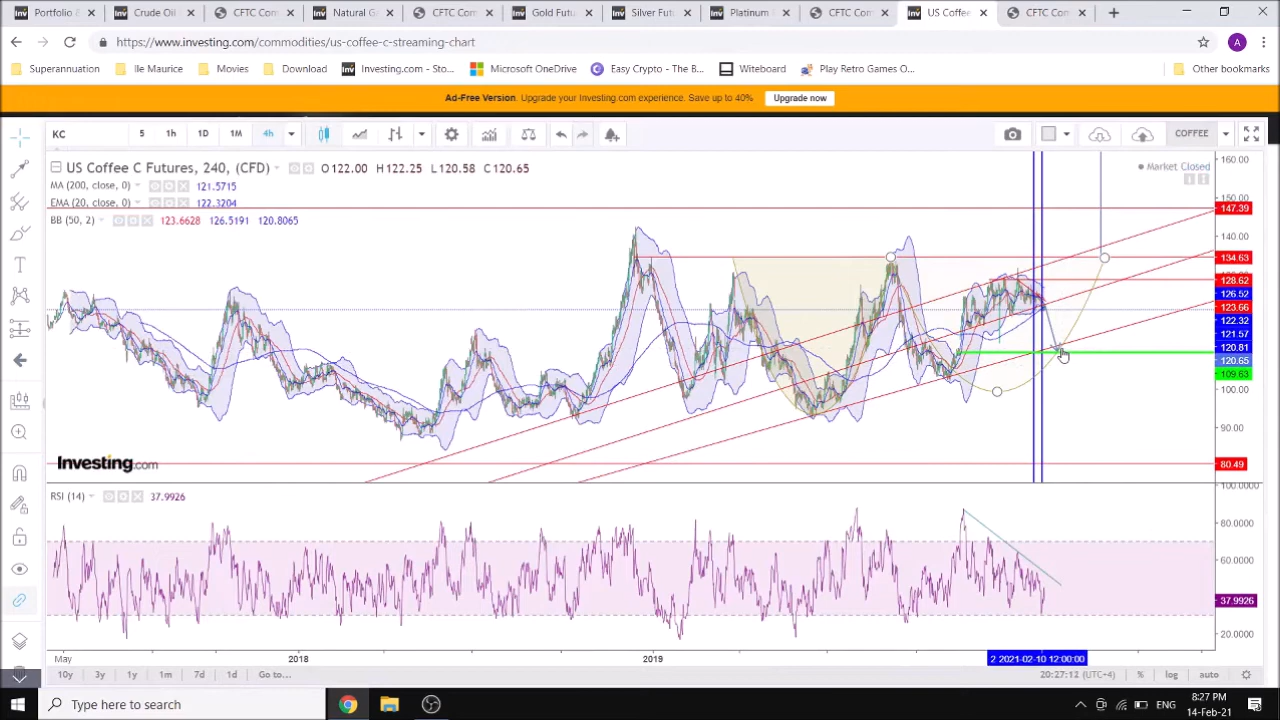 Portfolio &
Crude Oil
CFTC Com
Natural G
CFTC Com
Gold Futu
Silver Futu
Platinum
CFTC Com
US Coffee
CFTC Com
https://www.investing.com/commodities/us-coffee-c-streaming-chart
A
Superannuation
Ile Maurice
Movies
Download
Investing.com - Sto...
Microsoft OneDrive
Easy Crypto - The B...
Witeboard
Play Retro Games O...
Other bookmarks
Ad-Free Version. Upgrade your Investing.com experience. Save up to 40%
Upgrade now
KC
5
1h
1D
1M
4h
COFFEE
US Coffee C Futures, 240, (CFD)
O122.00 H122.25 L120.58 C120.65
Market Closed
MA (200, close, 0) 121.5715
EMA (20, close, 0) 122.3204
BB (50, 2) 123.6628 126.5191 120.8065
160.00
150.00
147.39
140.00
134.63
128.62
126.52
123.66
122.32
121.57
120.81
120.65
109.63
100.00
90.00
80.49
Investing.com
RSI (14) 37.9926
100.0000
80.0000
60.0000
37.9926
20.0000
May
2018
2019
2 2021-02-10 12:00:00
10y
3y
1y
1m
7d
1d
Go to...
20:27:12 (UTC+4)
%
log
auto
Type here to search
ENG
8:27 PM
14-Feb-21